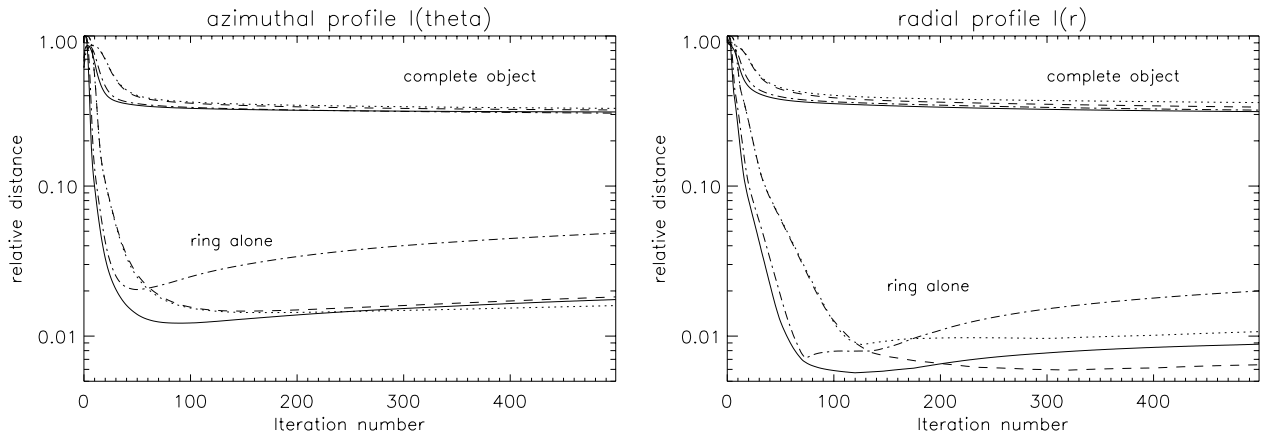 azimuthal profile I(theta)
1.00
0.10
0.01
relative distance
complete object
ring alone
0 100 200 300 400
Iteration number
radial profile I(r)
1.00
0.10
0.01
relative distance
complete object
ring alone
0 100 200 300 400
Iteration number